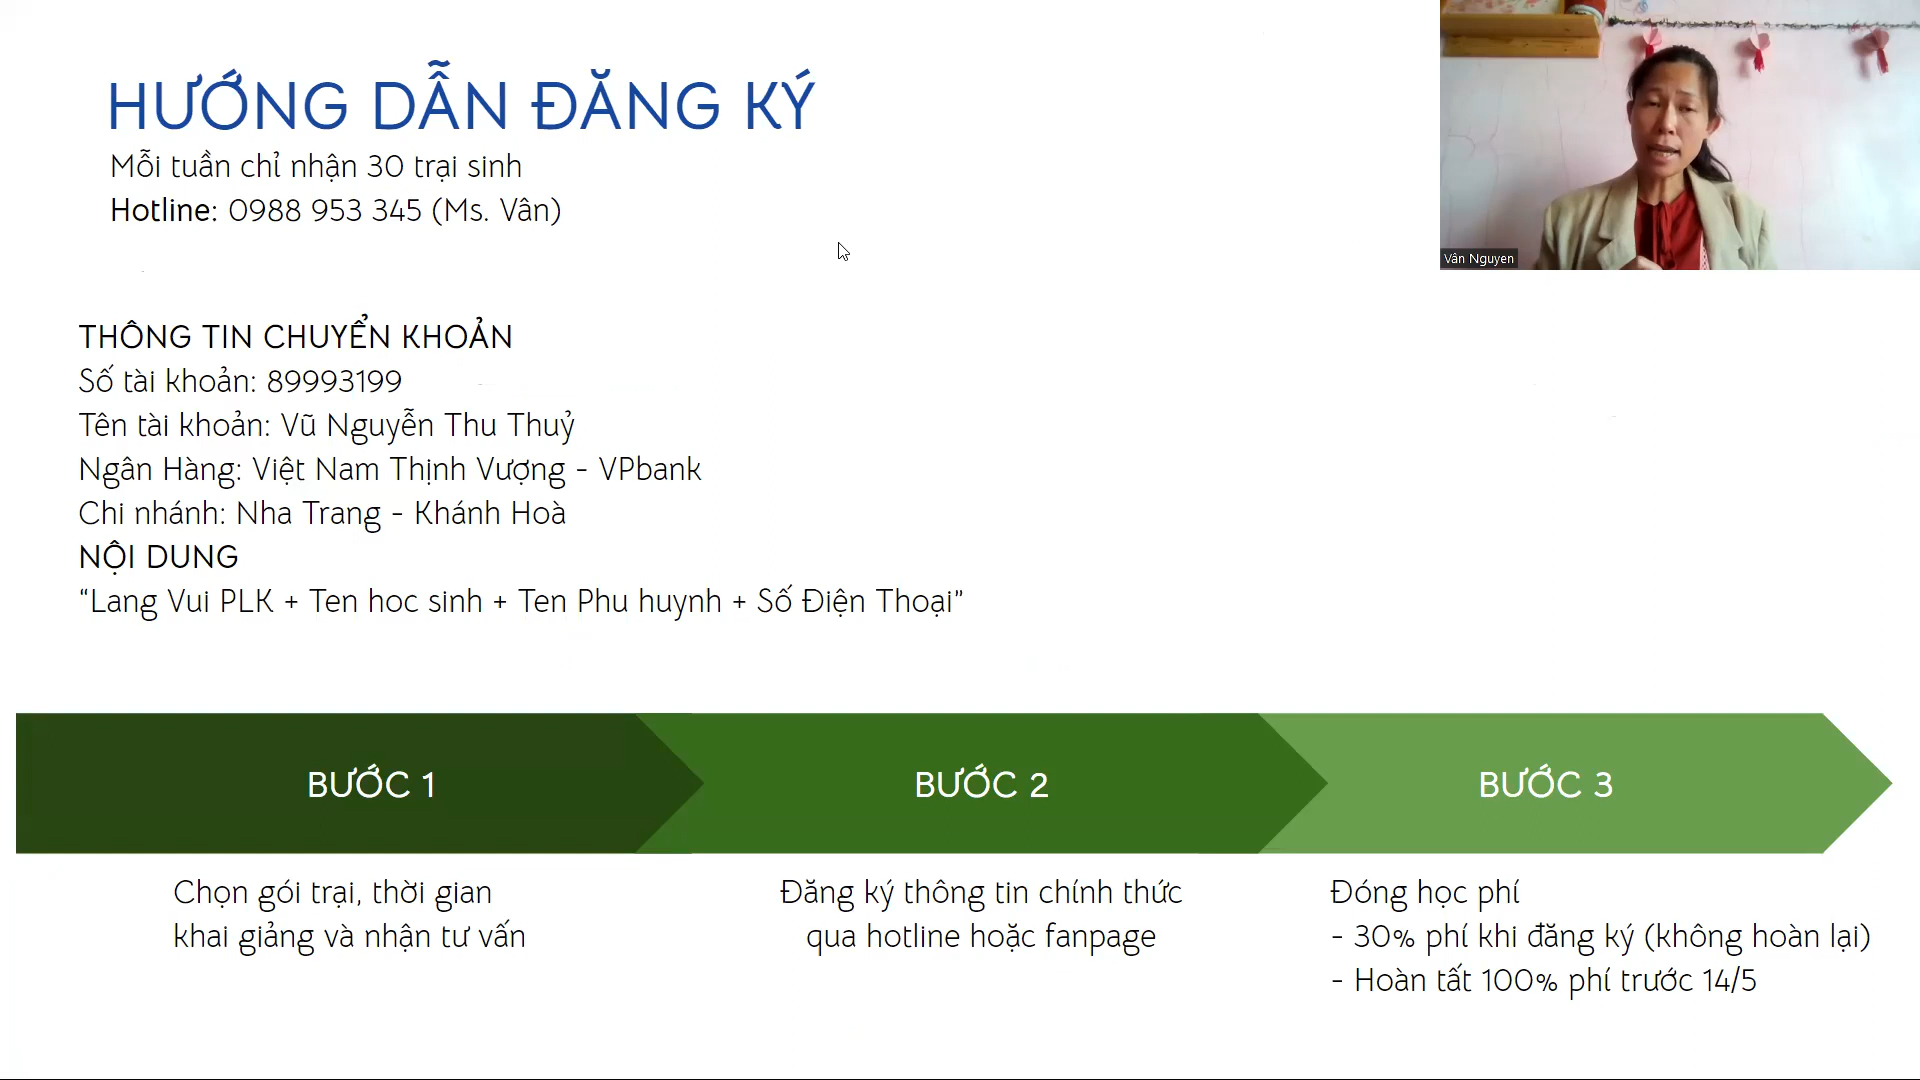 HƯỚNG DẪN ĐĂNG KÝ
Mỗi tuần chỉ nhận 30 trại sinh
Hotline: 0988 953 345 (Ms. Vân)
Vân Nguyen
THÔNG TIN CHUYỂN KHOẢN
Số tài khoản: 89993199
Tên tài khoản: Vũ Nguyễn Thu Thuỷ
Ngân Hàng: Việt Nam Thịnh Vượng - VPbank
Chi nhánh: Nha Trang - Khánh Hoà
NỘI DUNG
“Lang Vui PLK + Ten hoc sinh + Ten Phu huynh + Số Điện Thoại”
BƯỚC 1
Chọn gói trại, thời gian
khai giảng và nhận tư vấn
BƯỚC 2
Đăng ký thông tin chính thức
qua hotline hoặc fanpage
BƯỚC 3
Đóng học phí
- 30% phí khi đăng ký (không hoàn lại)
- Hoàn tất 100% phí trước 14/5